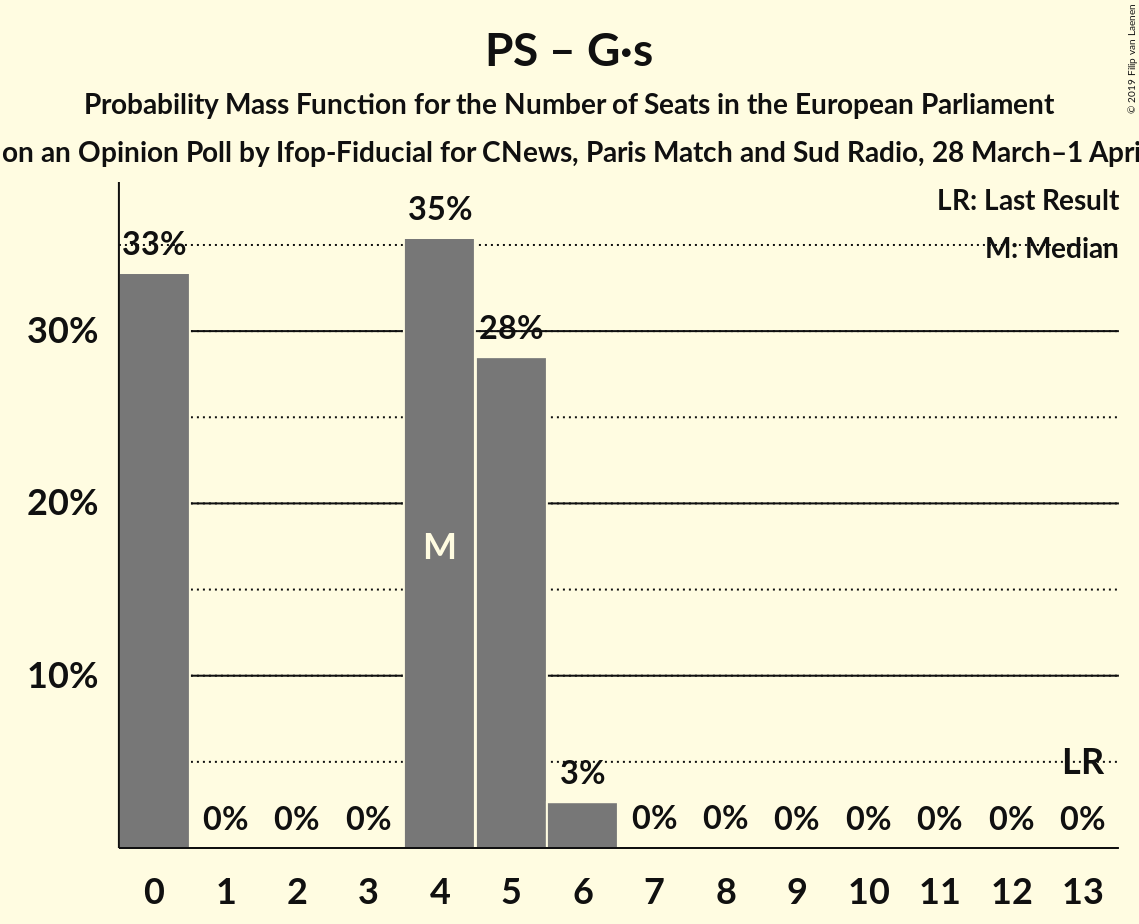 PS – G·s
Probability Mass Function for the Number of Seats in the European Parliament
on an Opinion Poll by Ifop-Fiducial for CNews, Paris Match and Sud Radio, 28 March–1 Apri
© 2019 Filip van Laenen
LR: Last Result
M: Median
33%
35%
28%
30%
20%
M
10%
LR
3%
0% 0% 0% 0% 0% 0% 0% 0% 0% 0%
0 1 2 3 4 5 6 7 8 9 10 11 12 13